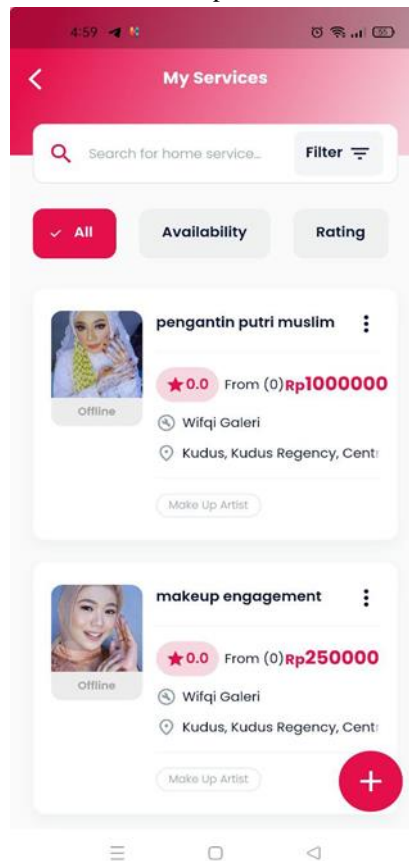 4:59
My Services
Search for home service...
Filter
All
Availability
Rating
pengantin putri muslim
0.0 From (0) Rp1000000
Offline
Wifqi Galeri
Kudus, Kudus Regency, Cent
Make Up Artist
makeup engagement
0.0 From (0) Rp250000
Offline
Wifqi Galeri
Kudus, Kudus Regency, Cent
Make Up Artist